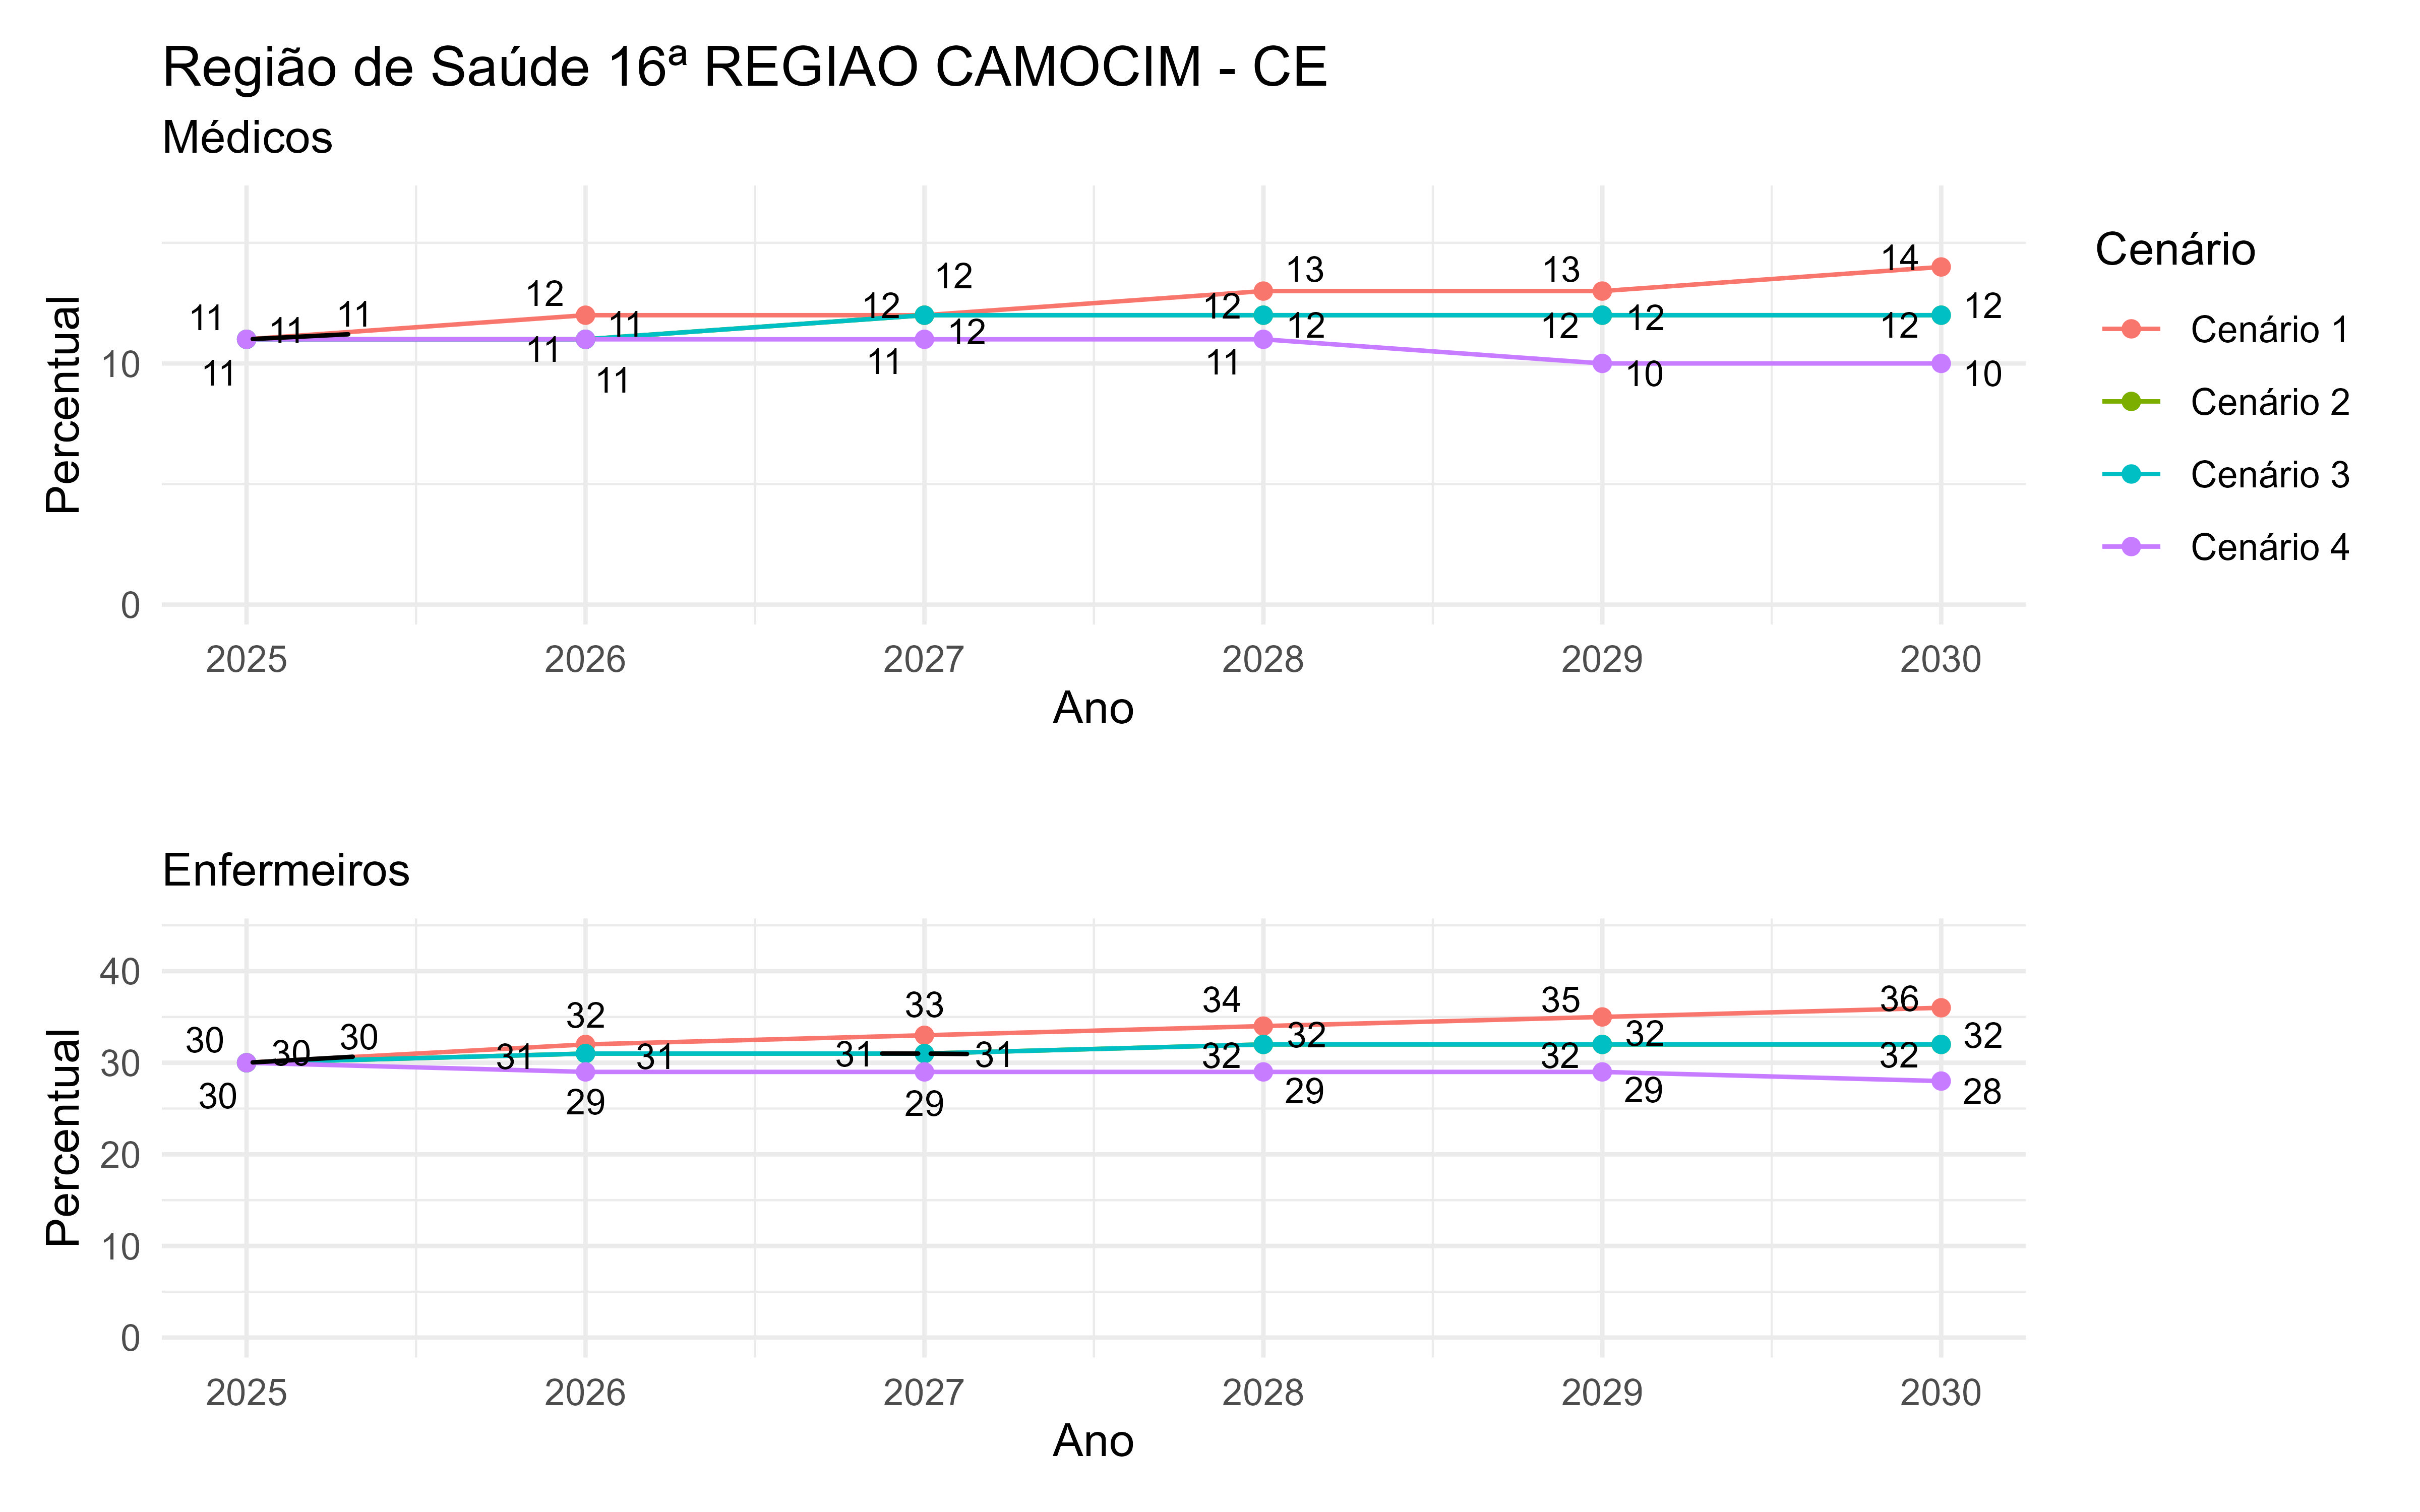 Região de Saúde 16ª REGIAO CAMOCIM - CE
Médicos
Percentual
10
0
11 11 11 11
12 11 11 11
12 12 12 11
13 12 12 11
13 12 12 10
14 12 12 10
2025 2026 2027 2028 2029 2030
Ano
Cenário
Cenário 1
Cenário 2
Cenário 3
Cenário 4
Enfermeiros
Percentual
40
30
20
10
0
30 30 30 30
32 31 31 29
33 31 31 29
34 32 32 29
35 32 32 29
36 32 32 28
2025 2026 2027 2028 2029 2030
Ano